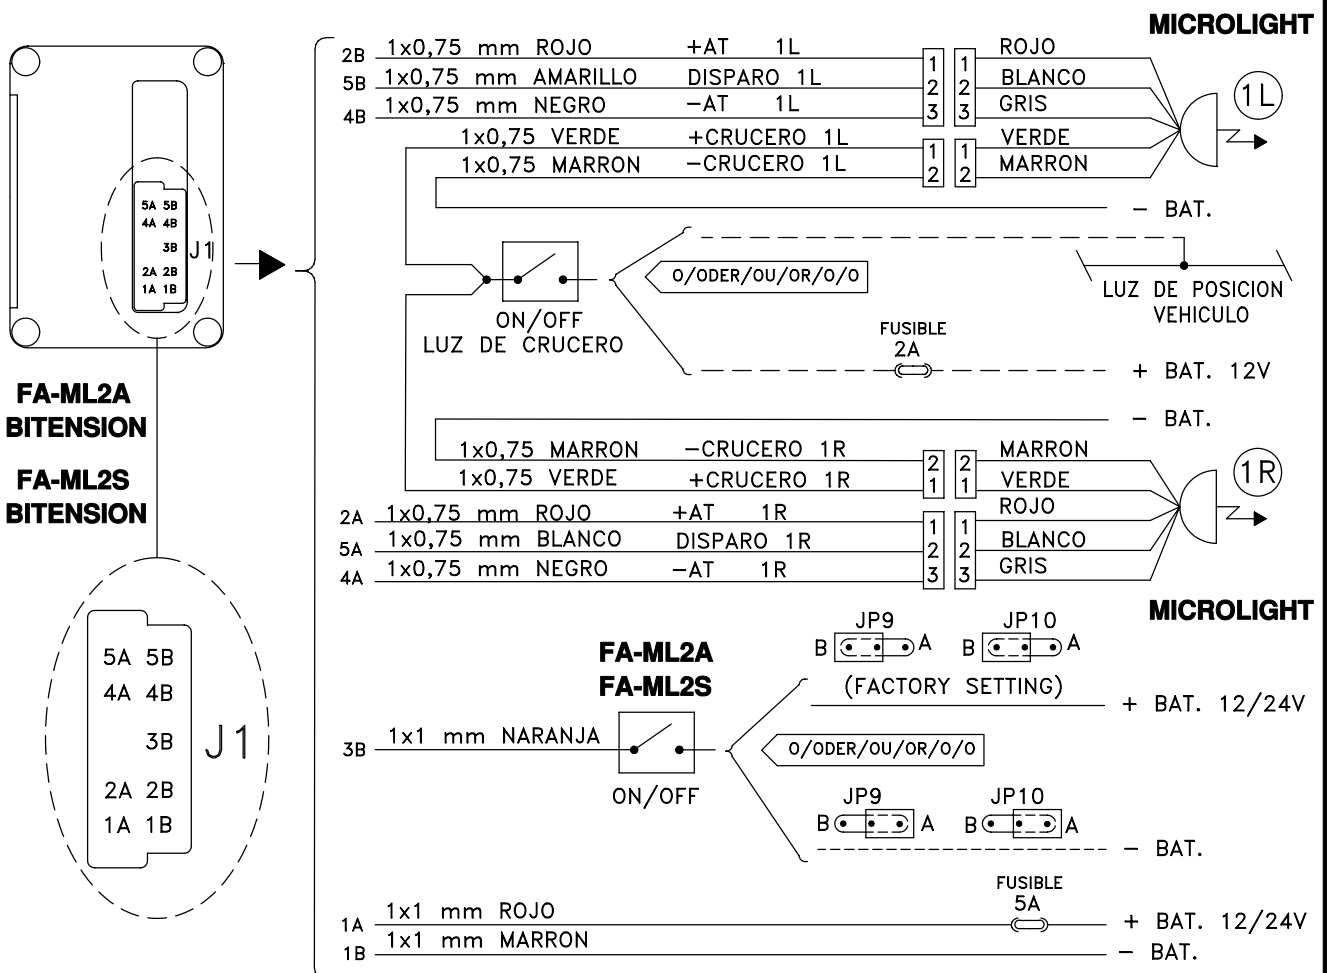 MICROLIGHT
2B 1x0,75 mm ROJO +AT 1L 1 1 ROJO
5B 1x0,75 mm AMARILLO DISPARO 1L 2 2 BLANCO
4B 1x0,75 mm NEGRO -AT 1L 3 3 GRIS
1L
1x0,75 VERDE +CRUCERO 1L 1 1 VERDE
1x0,75 MARRON -CRUCERO 1L 2 2 MARRON
- BAT.
5A 5B
4A 4B
3B
2A 2B
1A 1B
J1
O/ODER/OU/OR/O/O
LUZ DE POSICION
VEHICULO
ON/OFF
LUZ DE CRUCERO
FUSIBLE
2A
+ BAT. 12V
FA-ML2A
BITENSION
FA-ML2S
BITENSION
- BAT.
1x0,75 MARRON -CRUCERO 1R 2 2 MARRON
1x0,75 VERDE +CRUCERO 1R 1 1 VERDE
1R
2A 1x0,75 mm ROJO +AT 1R 1 1 ROJO
5A 1x0,75 mm BLANCO DISPARO 1R 2 2 BLANCO
4A 1x0,75 mm NEGRO -AT 1R 3 3 GRIS
MICROLIGHT
5A 5B
4A 4B
3B
2A 2B
1A 1B
J1
FA-ML2A
FA-ML2S
JP9 JP10
B A B A
(FACTORY SETTING)
+ BAT. 12/24V
3B 1x1 mm NARANJA
O/ODER/OU/OR/O/O
ON/OFF
JP9 JP10
B A B A
- BAT.
FUSIBLE
5A
1A 1x1 mm ROJO + BAT. 12/24V
1B 1x1 mm MARRON - BAT.